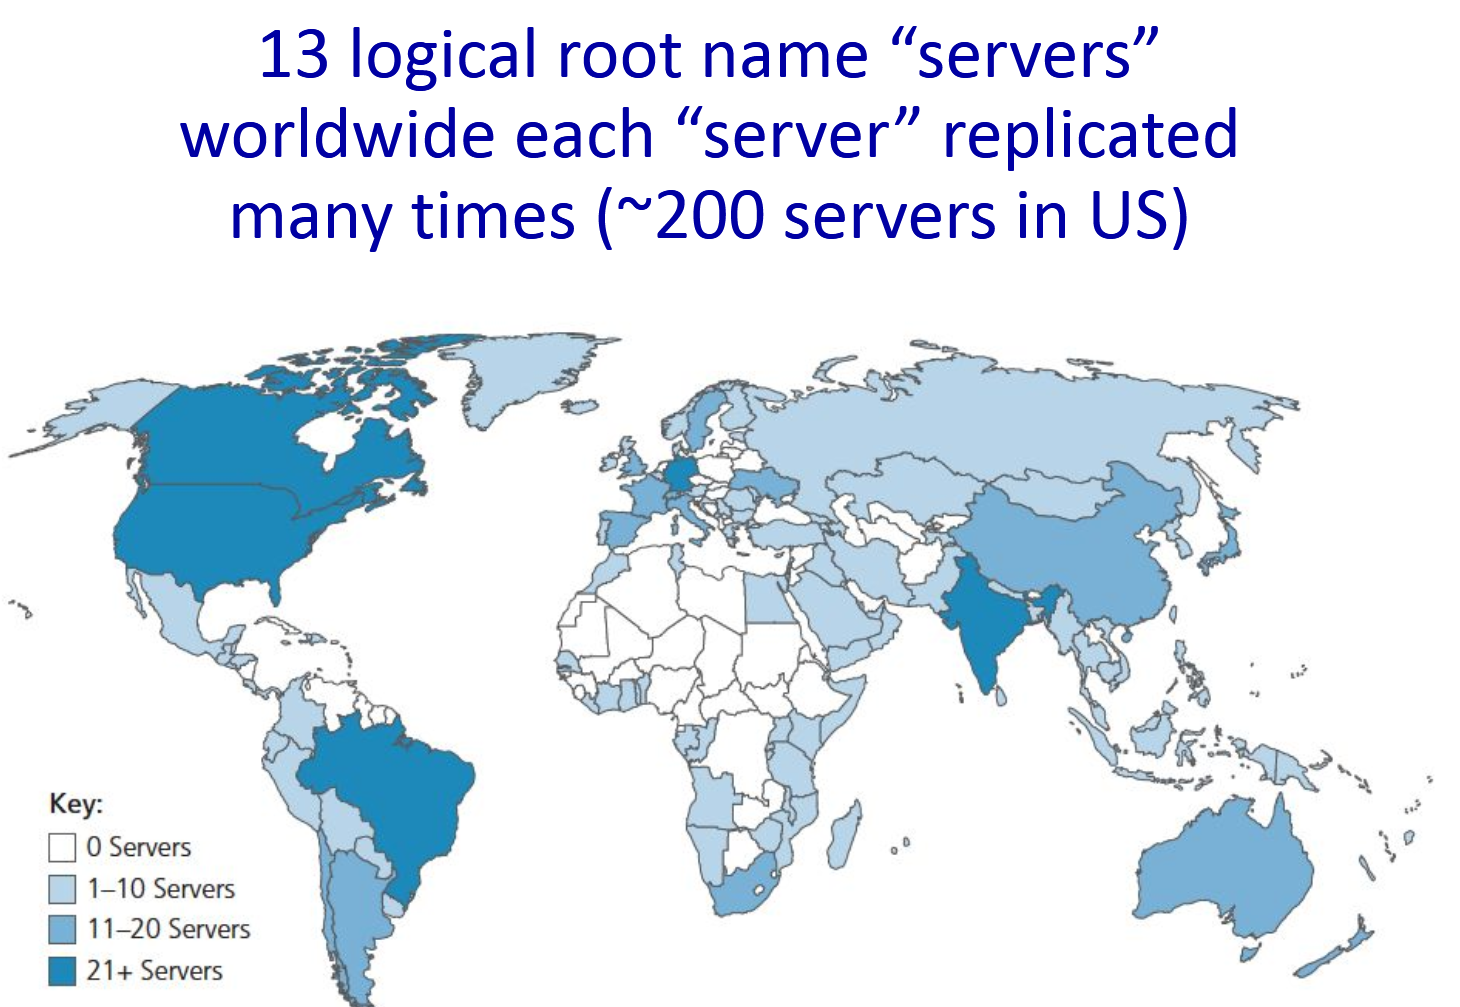 13 logical root name “servers”
worldwide each “server” replicated
many times (~200 servers in US)
Key:
0 Servers
1–10 Servers
11–20 Servers
21+ Servers